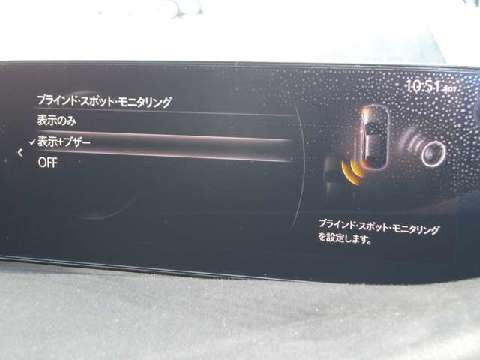 10:51
ブラインド・スポット・モニタリング
表示のみ
✓表示+ブザー
OFF
ブラインド・スポット・モニタリング
を設定します。